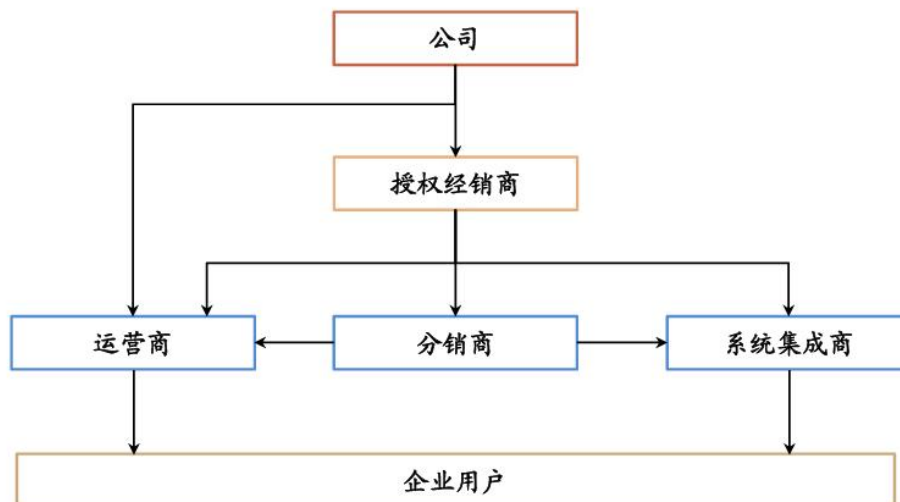 公司
授权经销商
运营商
分销商
系统集成商
企业用户